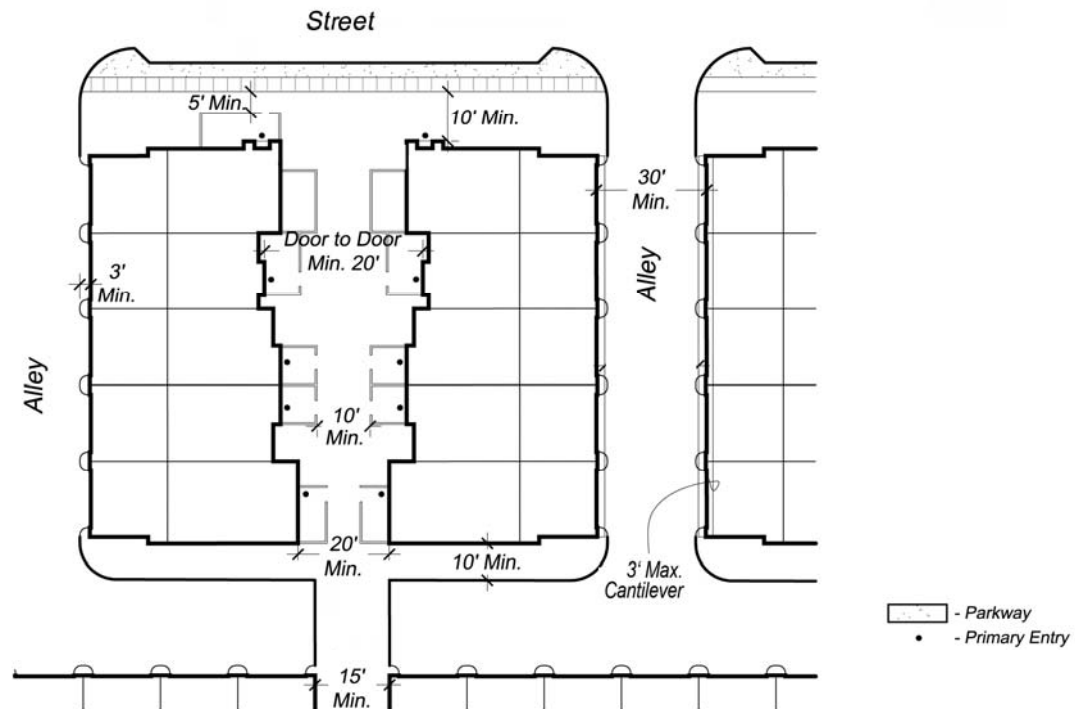 Street
5' Min.
10' Min.
30'
Min.
Door to Door
Min. 20'
3'
Min.
Alley
Alley
10'
Min.
20'
Min.
10' Min.
3' Max.
Cantilever
- Parkway
- Primary Entry
15'
Min.